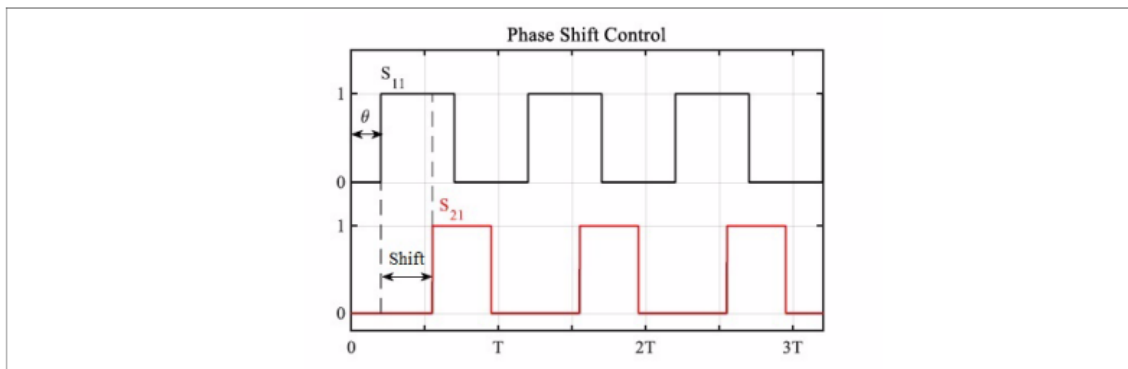 Phase Shift Control
S11
1
θ
0
S21
1
Shift
0
0 T 2T 3T